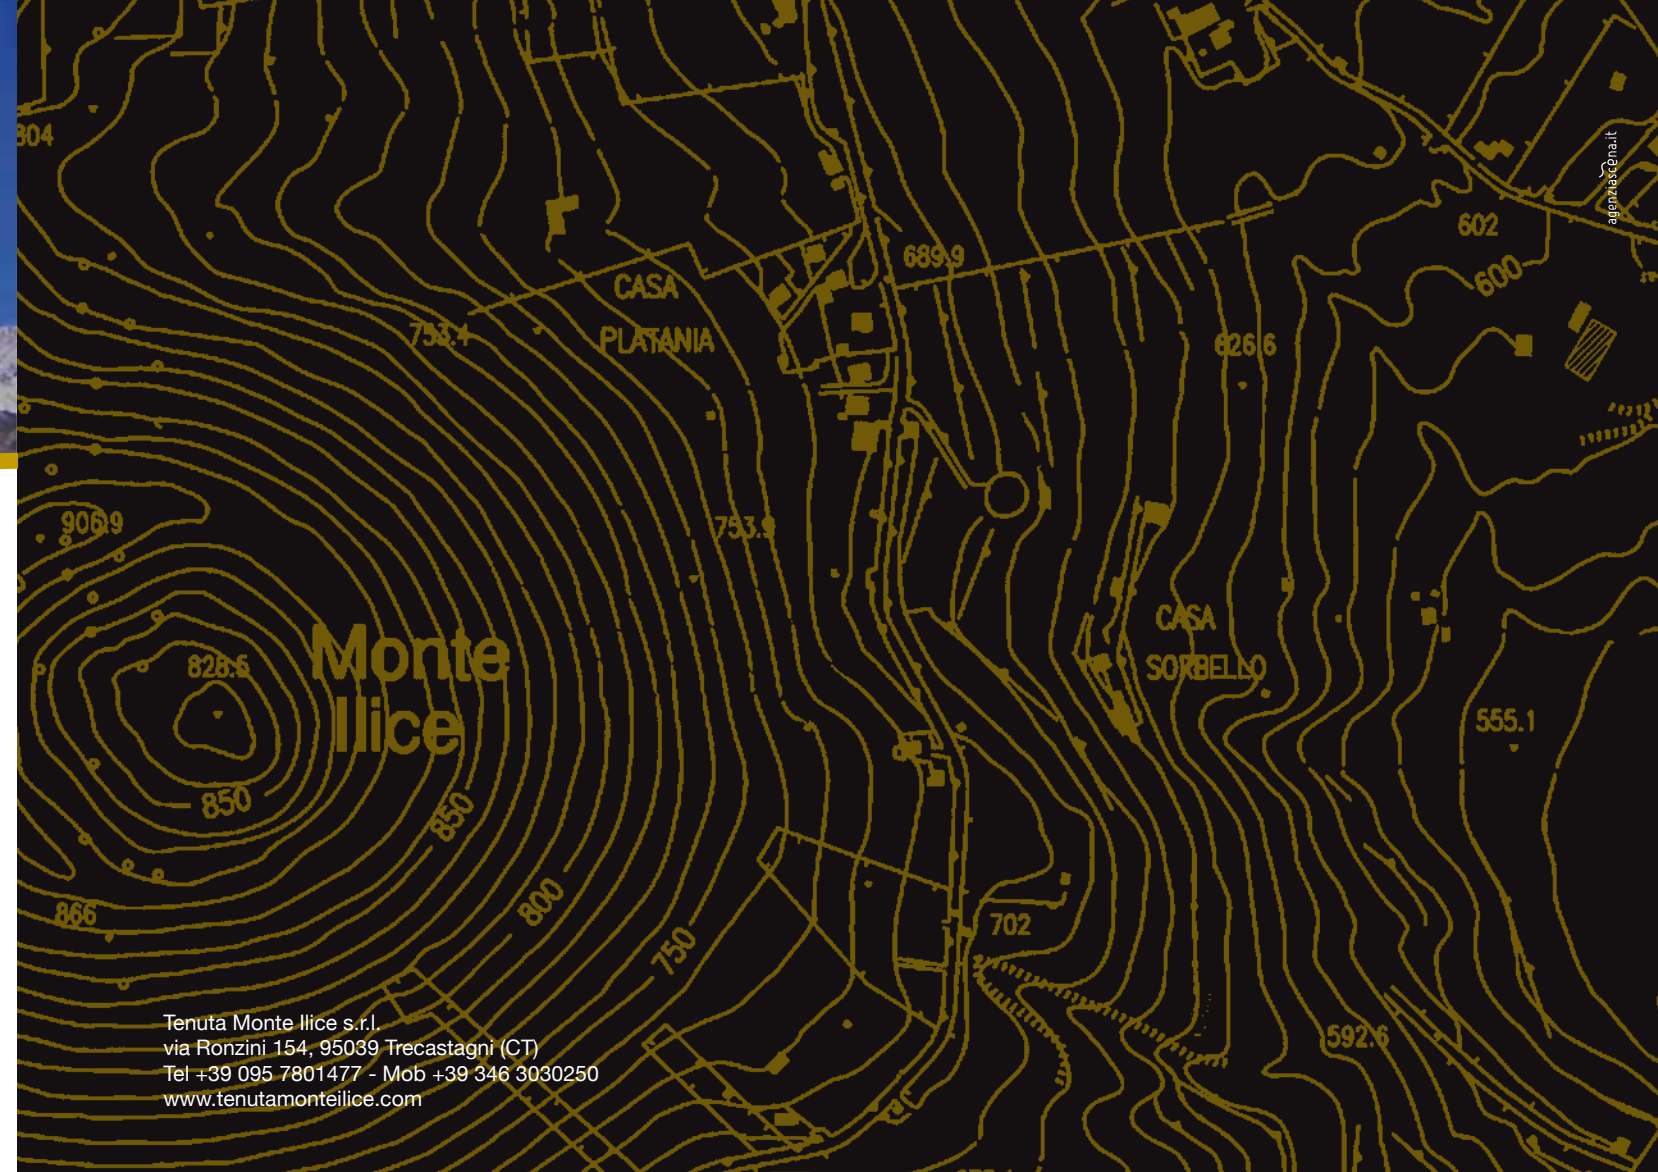 804
agenziascena.it
602
689.9
600
CASA
PLATANIA
753.4
626.6
906.9
753.9
CASA
SORBELLO
828.5
Monte
Ilice
555.1
850
850
800
866
702
750
592.6
Tenuta Monte Ilice s.r.l.
via Ronzini 154, 95039 Trecastagni (CT)
Tel +39 095 7801477 - Mob +39 346 3030250
www.tenutamonteilice.com